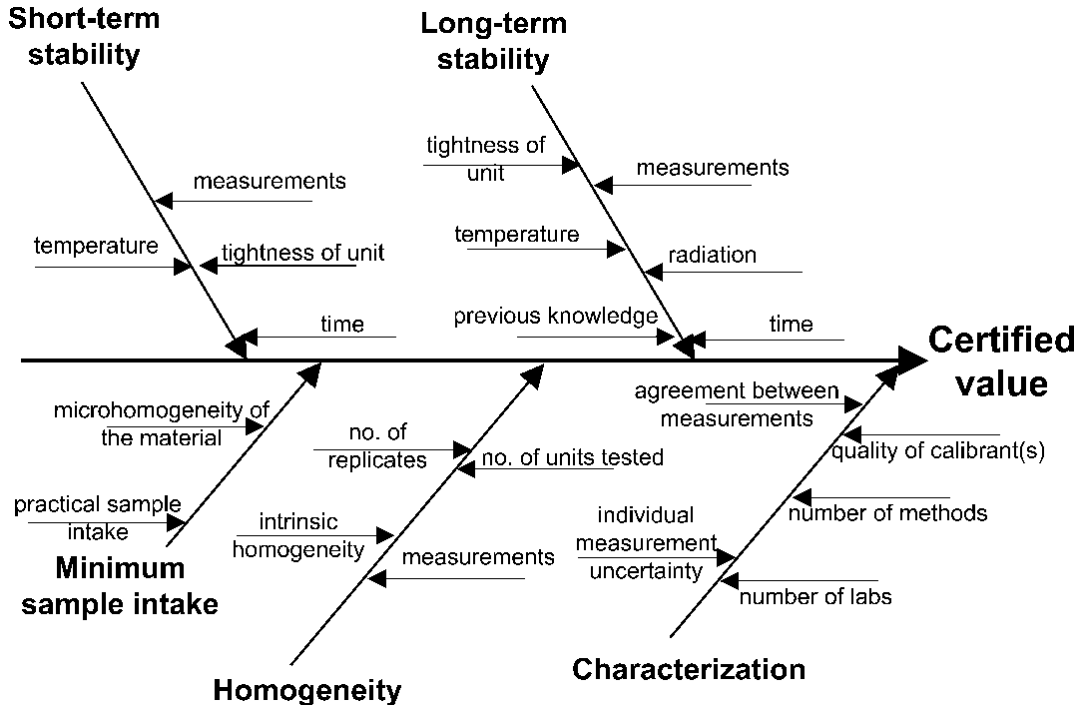 Short-term
stability
Long-term
stability
measurements
temperature
tightness of unit
time
tightness of
unit
measurements
temperature
radiation
previous knowledge
time
Certified
value
microhomogeneity of
the material
practical sample
intake
Minimum
sample intake
no. of
replicates
no. of units tested
intrinsic
homogeneity
measurements
Homogeneity
agreement between
measurements
quality of calibrant(s)
number of methods
individual
measurement
uncertainty
number of labs
Characterization